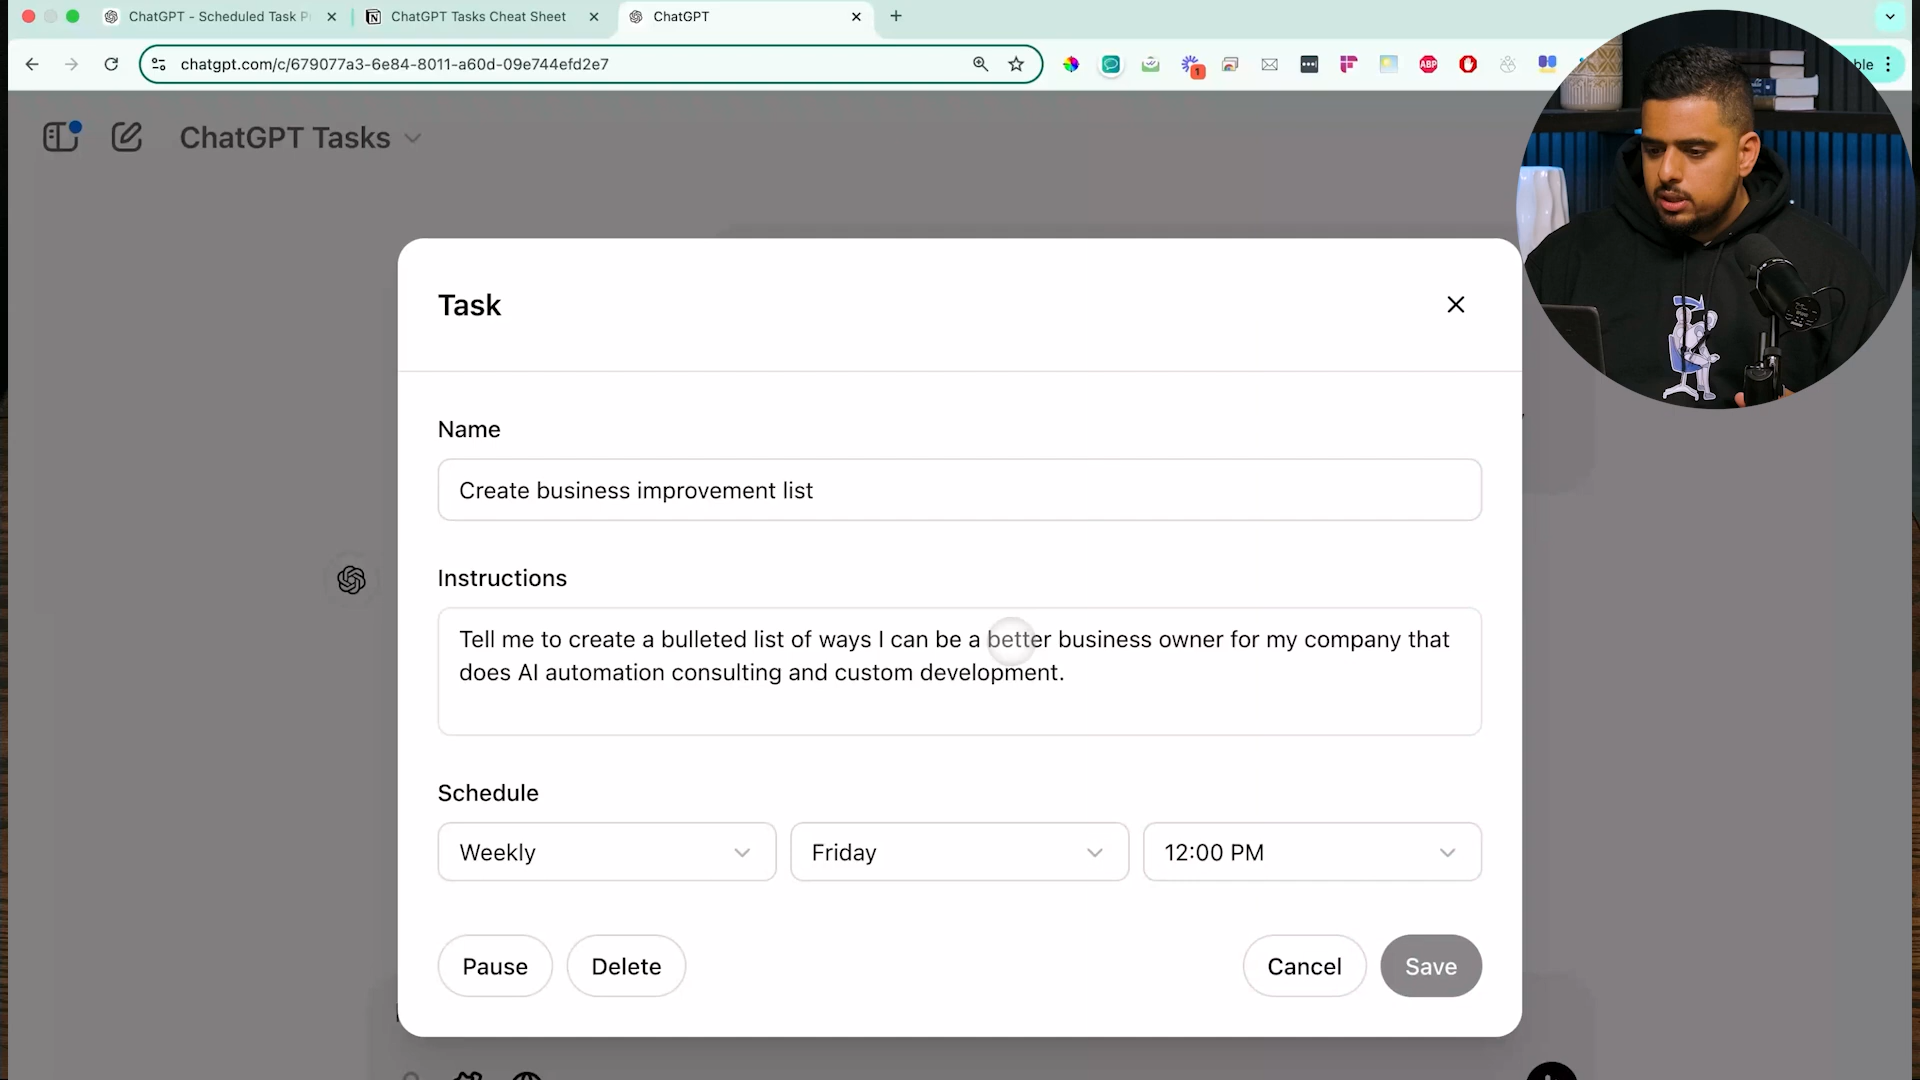 ChatGPT - Scheduled Task P
ChatGPT Tasks Cheat Sheet
ChatGPT
chatgpt.com/c/679077a3-6e84-8011-a60d-09e744efd2e7
1
ABP
ble
ChatGPT Tasks
Task
Name
Create business improvement list
Instructions
Tell me to create a bulleted list of ways I can be a better business owner for my company that
does AI automation consulting and custom development.
Schedule
Weekly
Friday
12:00 PM
Pause
Delete
Cancel
Save